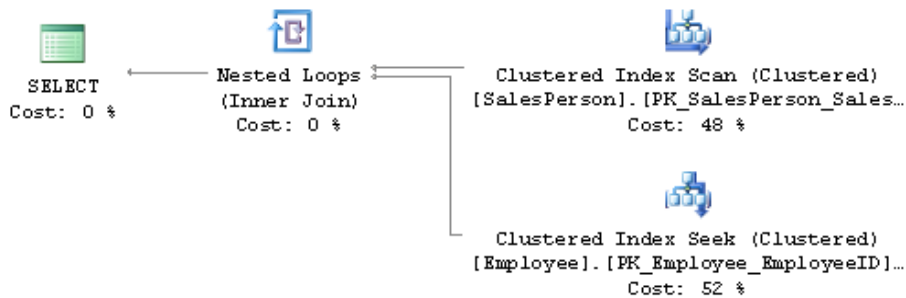 SELECT
Cost: 0 %
Nested Loops
(Inner Join)
Cost: 0 %
Clustered Index Scan (Clustered)
[SalesPerson].[PK_SalesPerson_Sales…
Cost: 48 %
Clustered Index Seek (Clustered)
[Employee].[PK_Employee_EmployeeID]…
Cost: 52 %